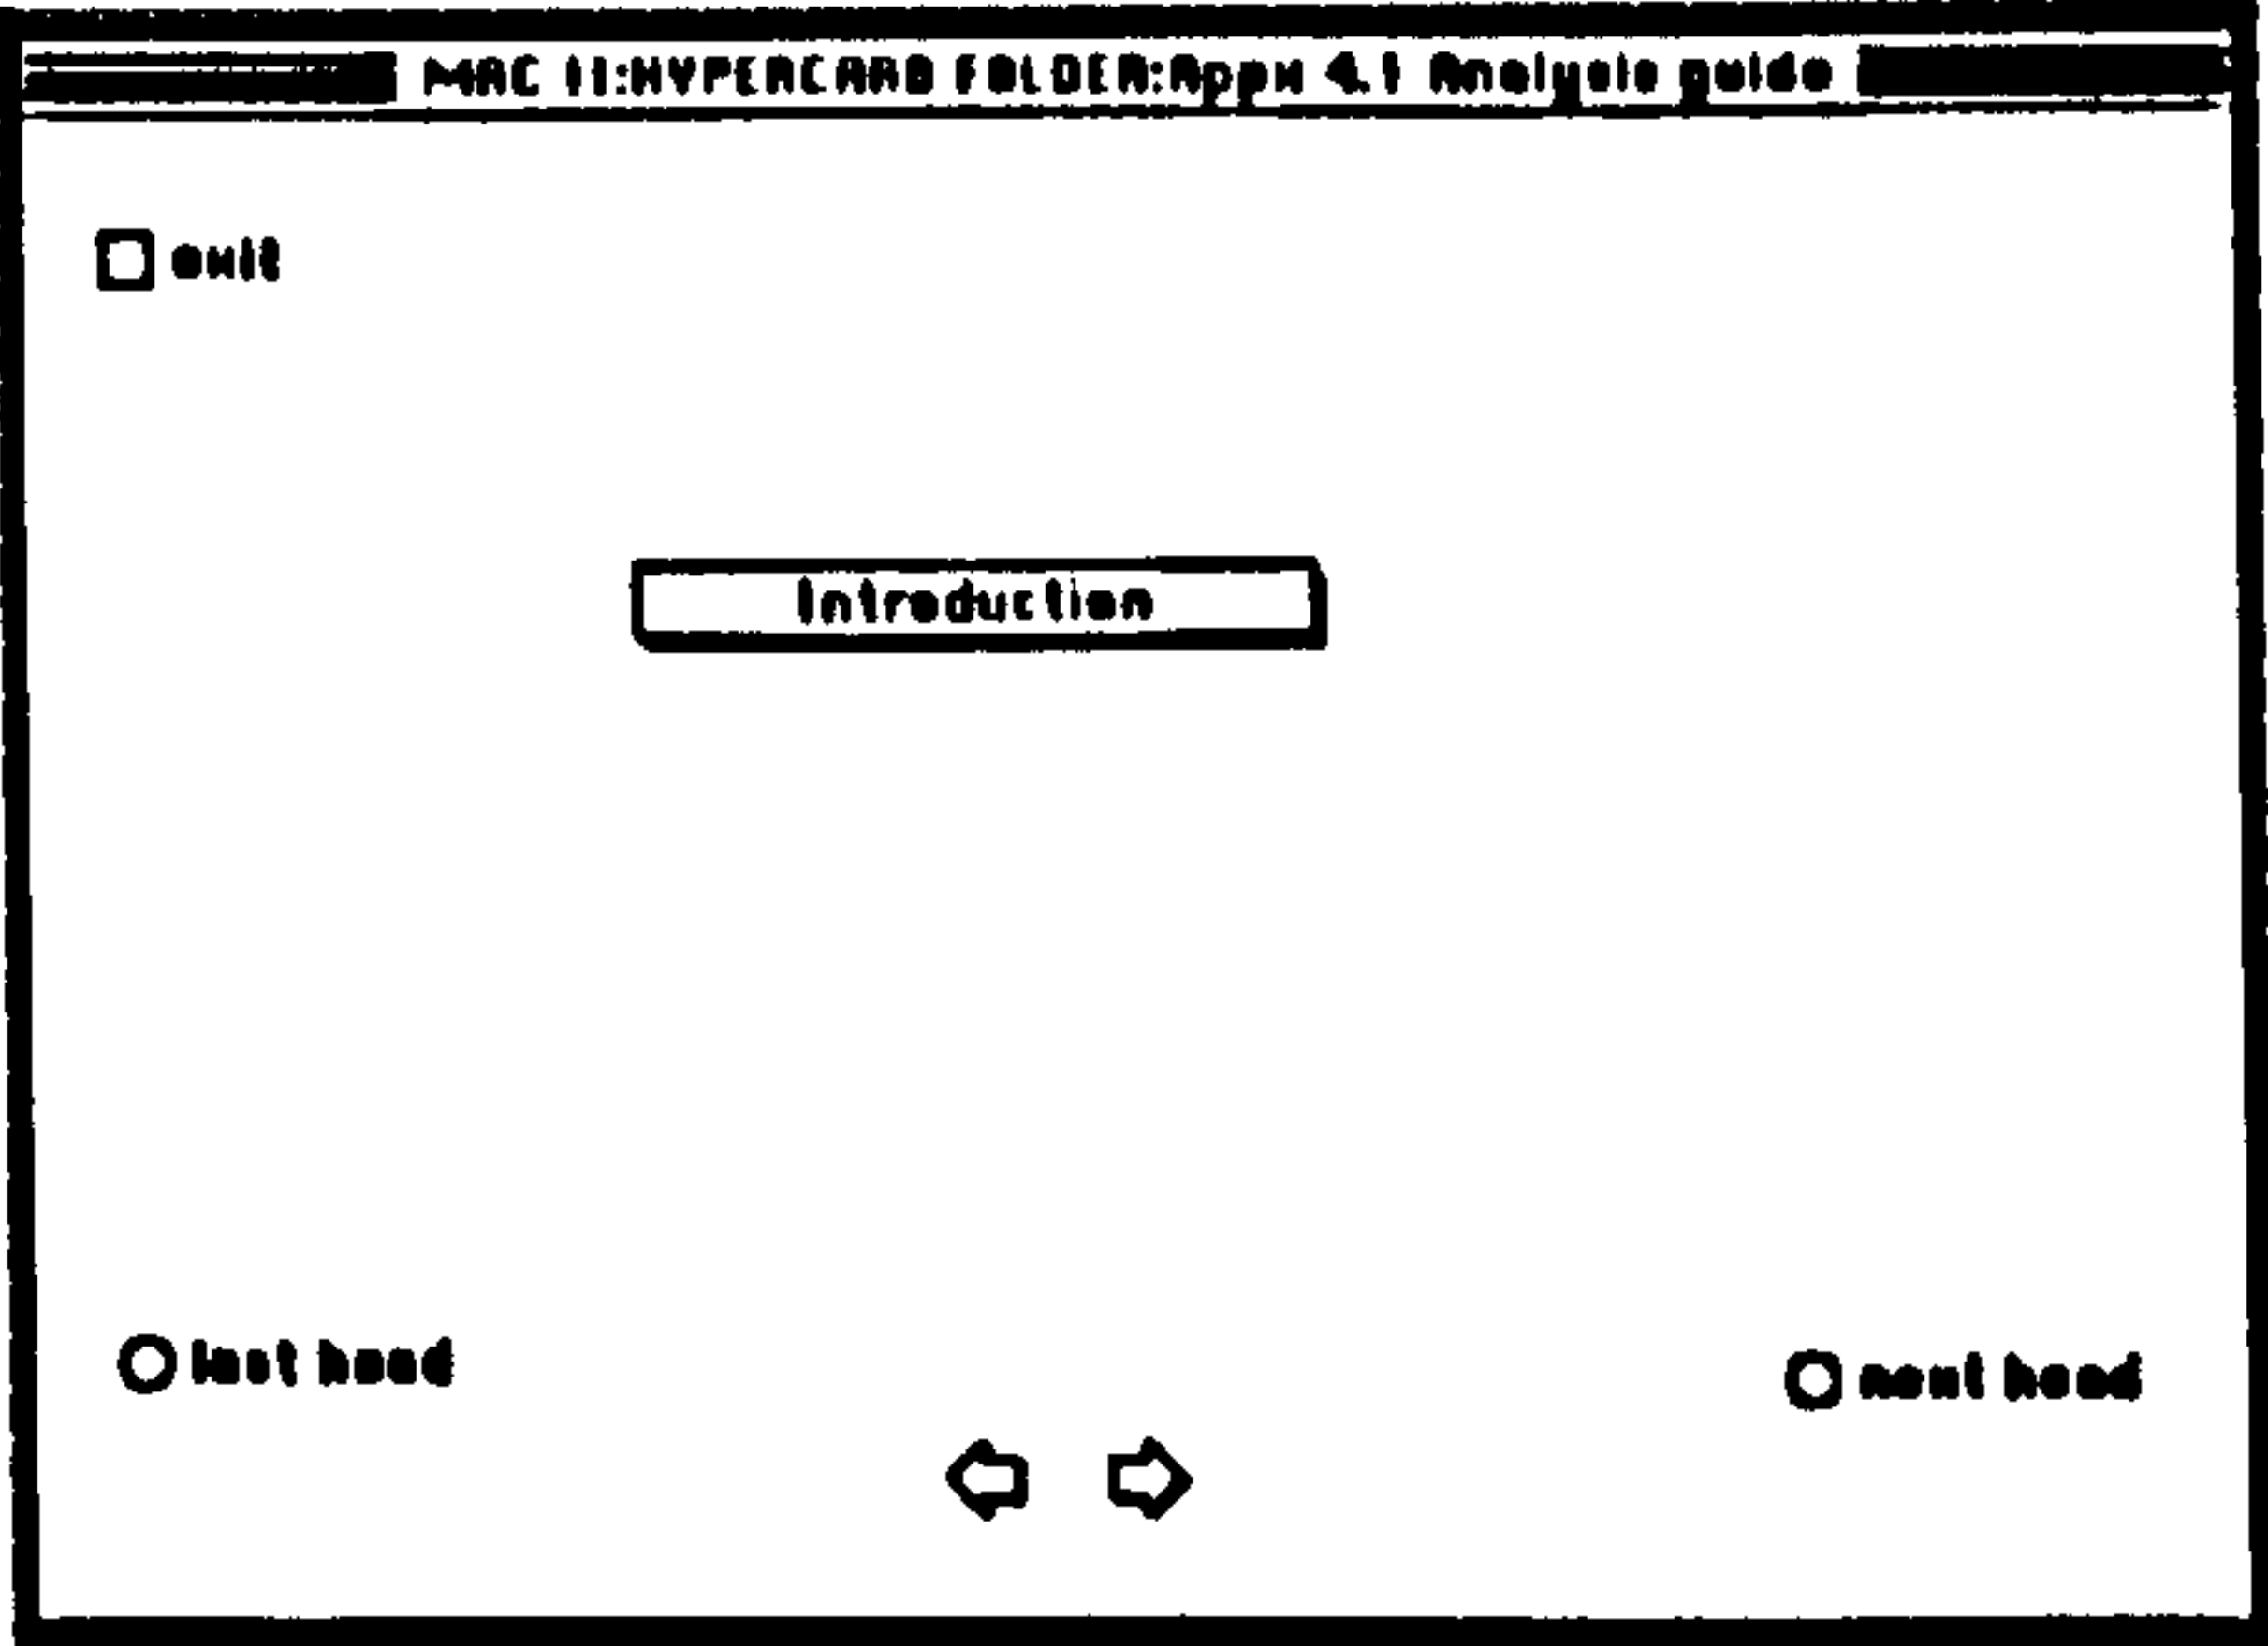 MAC II:HYPERCARD FOLDER:Appx 4.1 Analysis guide
exit
Introduction
last head
next head